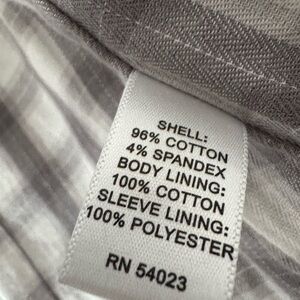 SHELL:
96% COTTON
4% SPANDEX
BODY LINING:
100% COTTON
SLEEVE LINING:
100% POLYESTER
RN 54023